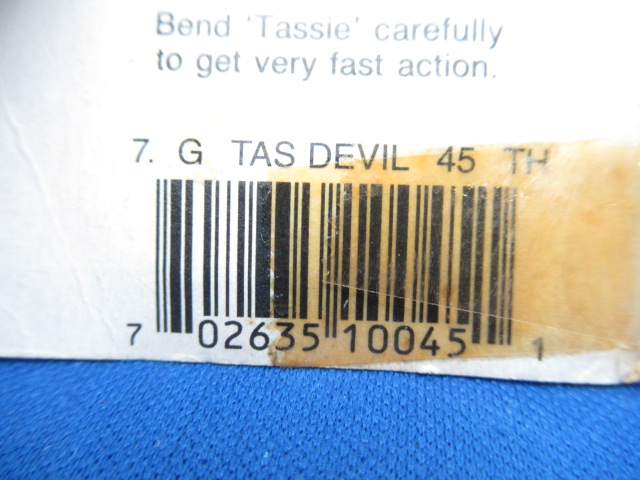 Bend 'Tassie' carefully
to get very fast action.
7. G TAS DEVIL 45 TH
7 02635 10045 1